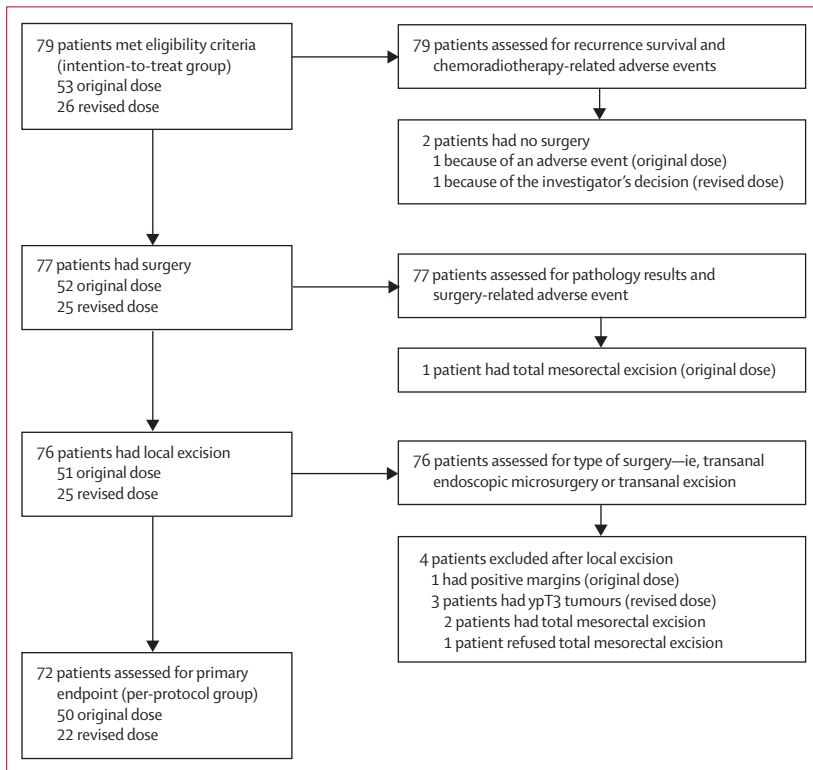 79 patients met eligibility criteria
(intention-to-treat group)
53 original dose
26 revised dose
79 patients assessed for recurrence survival and
chemoradiotherapy-related adverse events
2 patients had no surgery
1 because of an adverse event (original dose)
1 because of the investigator's decision (revised dose)
77 patients had surgery
52 original dose
25 revised dose
77 patients assessed for pathology results and
surgery-related adverse event
1 patient had total mesorectal excision (original dose)
76 patients had local excision
51 original dose
25 revised dose
76 patients assessed for type of surgery—ie, transanal
endoscopic microsurgery or transanal excision
4 patients excluded after local excision
1 had positive margins (original dose)
3 patients had ypT3 tumours (revised dose)
2 patients had total mesorectal excision
1 patient refused total mesorectal excision
72 patients assessed for primary
endpoint (per-protocol group)
50 original dose
22 revised dose